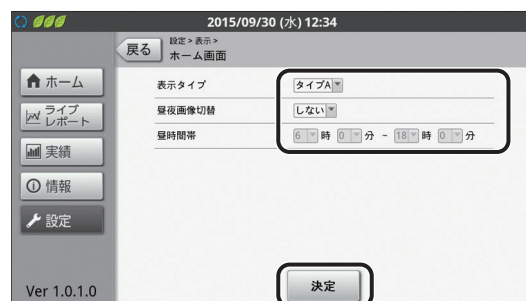 2015/09/30 (水) 12:34
戻る
設定 > 表示 >
ホーム画面
ホーム
ライブ
レポート
実績
情報
設定
Ver 1.0.1.0
表示タイプ タイプA
昼夜画像切替 しない
昼時間帯 6 時 0 分 ~ 18 時 0 分
決定